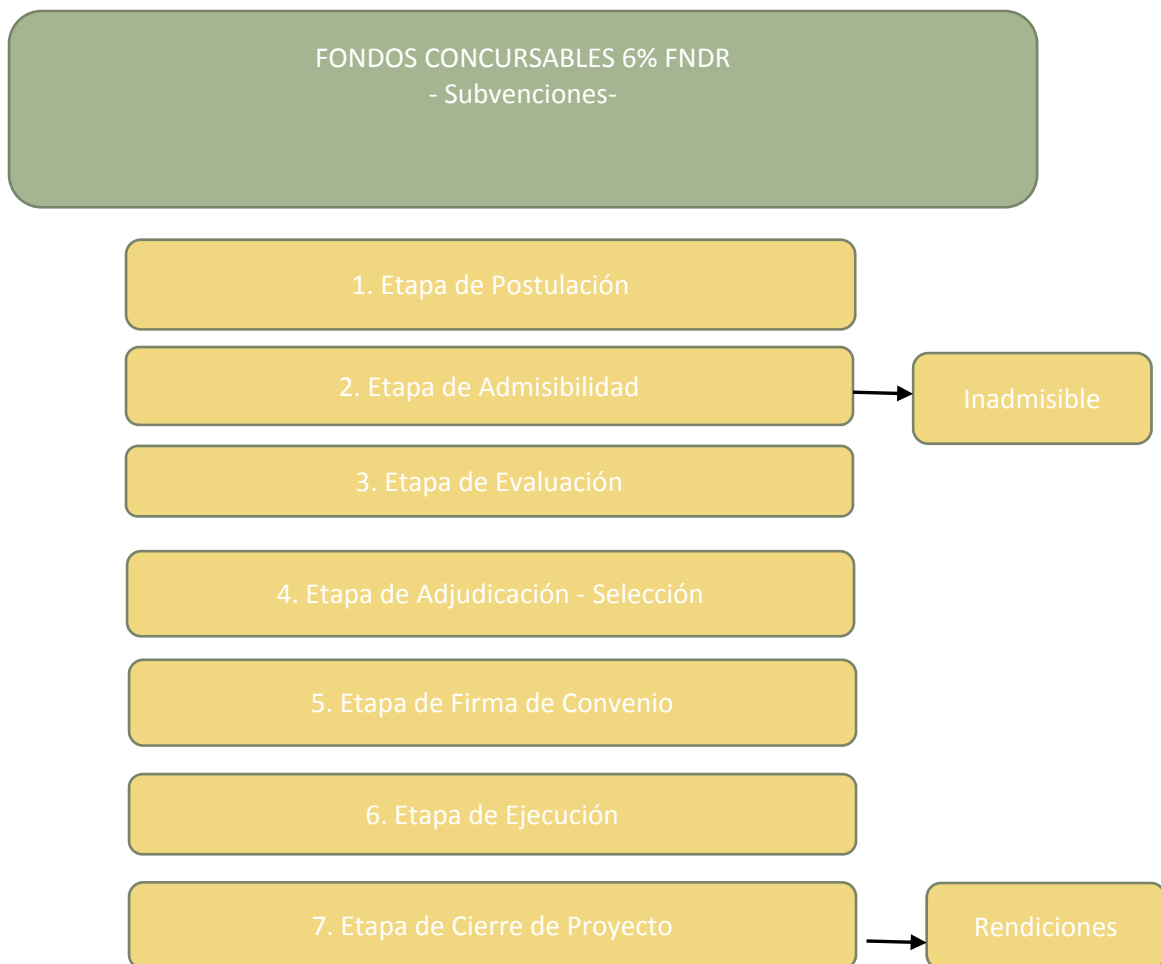 FONDOS CONCURSABLES 6% FNDR
- Subvenciones-
1. Etapa de Postulación
2. Etapa de Admisibilidad
Inadmisible
3. Etapa de Evaluación
4. Etapa de Adjudicación - Selección
5. Etapa de Firma de Convenio
6. Etapa de Ejecución
7. Etapa de Cierre de Proyecto
Rendiciones